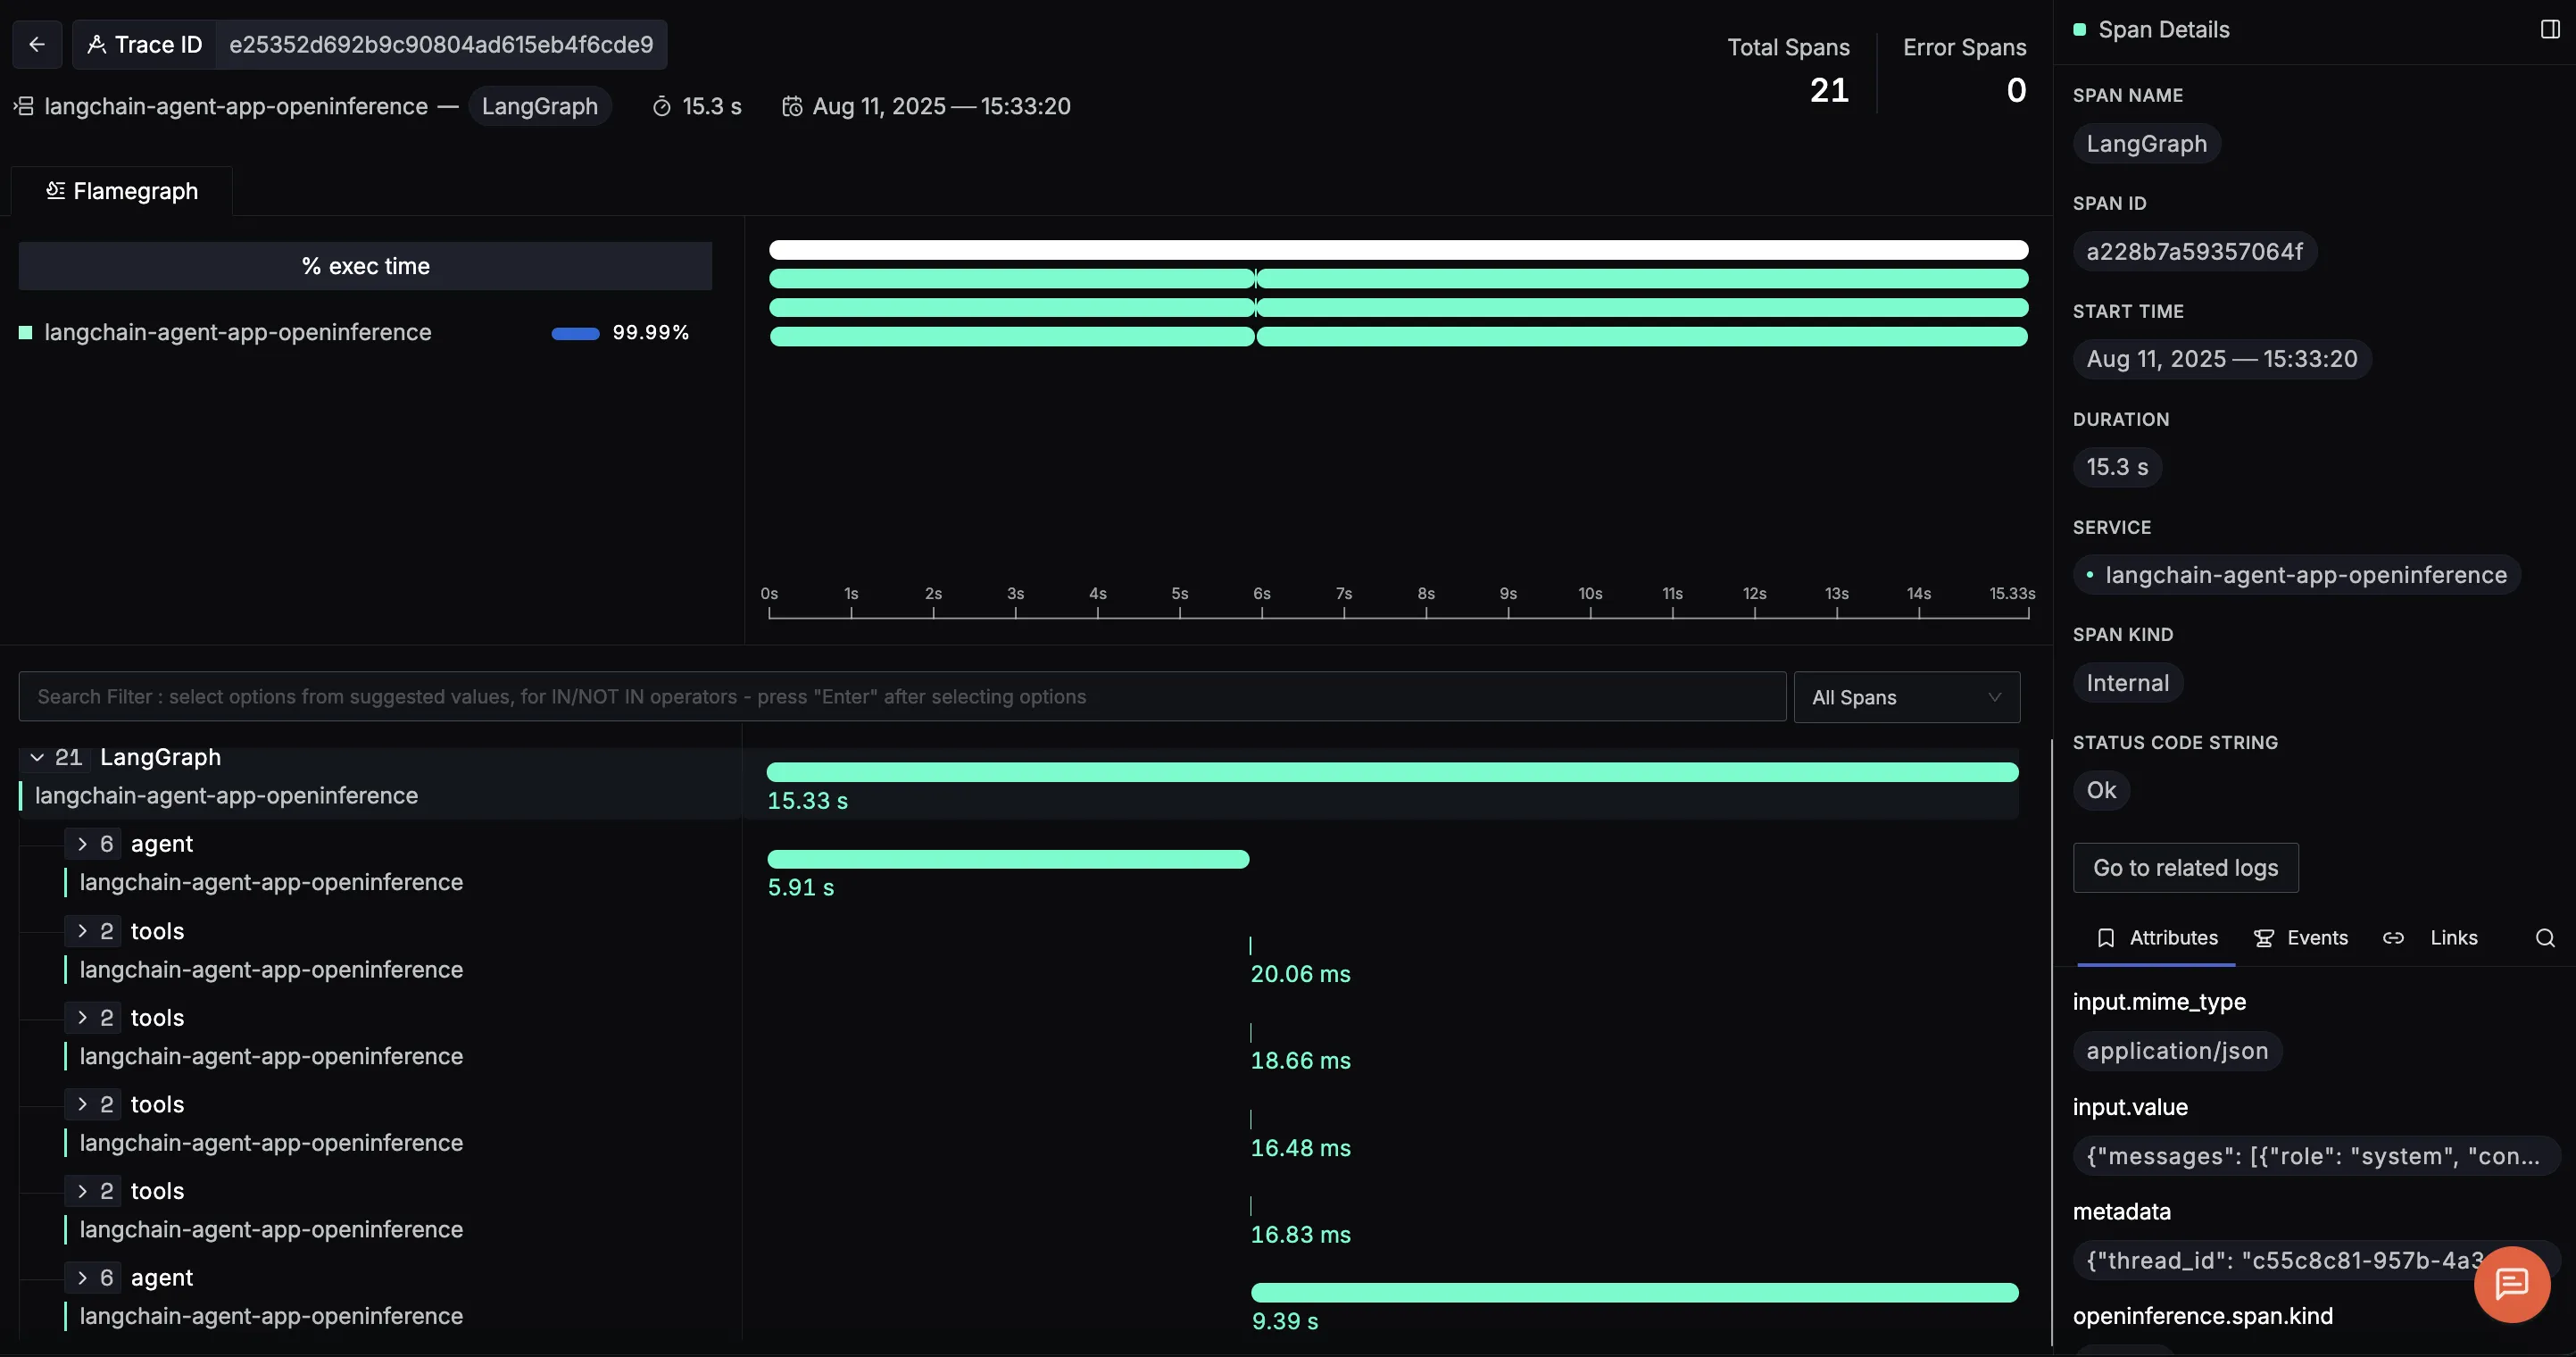 Trace ID e25352d692b9c90804ad615eb4f6cde9
langchain-agent-app-openinference — LangGraph 15.3 s Aug 11, 2025 — 15:33:20
Total Spans
21
Error Spans
0
Flamegraph
% exec time
langchain-agent-app-openinference 99.99%
0s 1s 2s 3s 4s 5s 6s 7s 8s 9s 10s 11s 12s 13s 14s 15.33s
Search Filter : select options from suggested values, for IN/NOT IN operators - press "Enter" after selecting options
All Spans
21 LangGraph
langchain-agent-app-openinference
15.33 s
6 agent
langchain-agent-app-openinference
5.91 s
2 tools
langchain-agent-app-openinference
20.06 ms
2 tools
langchain-agent-app-openinference
18.66 ms
2 tools
langchain-agent-app-openinference
16.48 ms
2 tools
langchain-agent-app-openinference
16.83 ms
6 agent
langchain-agent-app-openinference
9.39 s
Span Details
SPAN NAME
LangGraph
SPAN ID
a228b7a59357064f
START TIME
Aug 11, 2025 — 15:33:20
DURATION
15.3 s
SERVICE
langchain-agent-app-openinference
SPAN KIND
Internal
STATUS CODE STRING
Ok
Go to related logs
Attributes Events Links
input.mime_type
application/json
input.value
{"messages": [{"role": "system", "con...
metadata
{"thread_id": "c55c8c81-957b-4a3
openinference.span.kind